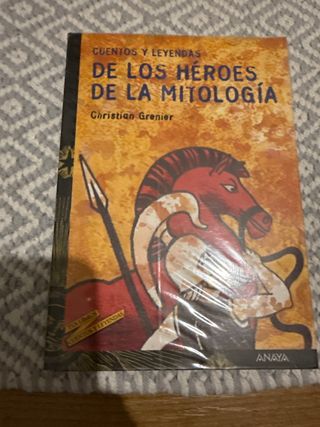 CUENTOS Y LEYENDAS
DE LOS HÉROES
DE LA MITOLOGÍA
Christian Grenier
ANAYA